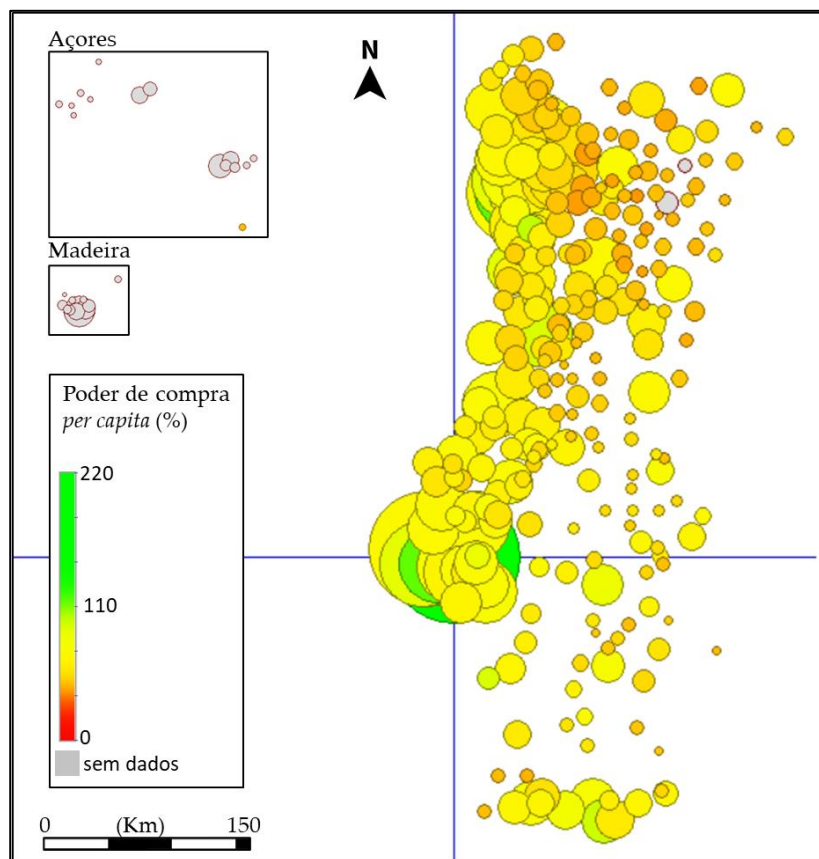 Açores
N
Madeira
Poder de compra
per capita (%)
220
110
0
sem dados
0 (Km) 150